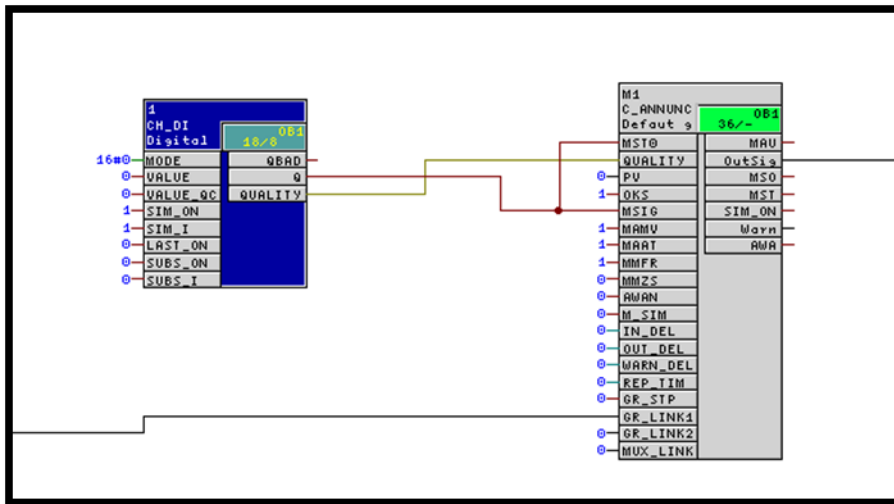 1
CH_DI
Digital
OB1
18/8
16#0 MODE QBAD
0 VALUE Q
0 VALUE_QC QUALITY
1 SIM_ON
1 SIM_I
0 LAST_ON
0 SUBS_ON
0 SUBS_I
M1
C_ANNUNC
Defaut g
OB1
36/-
MST0 MAV
QUALITY OutSig
0 PV MSO
1 OKS MST
MSIG SIM_ON
1 MAMV Warn
1 MAAT AWA
1 MMFR
0 MMZS
0 AWAN
0 M_SIM
0 IN_DEL
0 OUT_DEL
0 WARN_DEL
0 REP_TIM
0 GR_STP
GR_LINK1
0 GR_LINK2
0 MUX_LINK